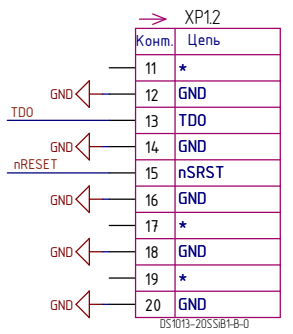 XP1.2
Конт. Цепь
11 *
GND 12 GND
TDO 13 TDO
GND 14 GND
nRESET 15 nSRST
GND 16 GND
17 *
GND 18 GND
19 *
GND 20 GND
DS1013-20SSiB1-B-0